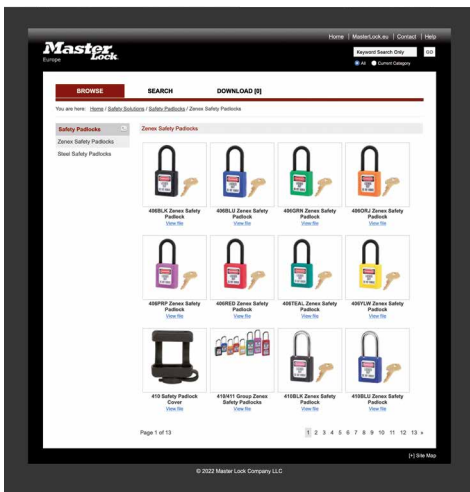 Home | MasterLock.eu | Contact | Help
Master Lock
Europe
Keyword Search Only
GO
All Current Category
BROWSE SEARCH DOWNLOAD [0]
You are here: Home / Safety Solutions / Safety Padlocks / Zenex Safety Padlocks
Safety Padlocks
Zenex Safety Padlocks
Steel Safety Padlocks
Zenex Safety Padlocks
406BLK Zenex Safety
Padlock
View file
406BLU Zenex Safety
Padlock
View file
406GRN Zenex Safety
Padlock
View file
406ORJ Zenex Safety
Padlock
View file
406PRP Zenex Safety
Padlock
View file
406RED Zenex Safety
Padlock
View file
406TEAL Zenex Safety
Padlock
View file
406YLW Zenex Safety
Padlock
View file
410 Safety Padlock
Cover
View file
410/411 Group Zenex
Safety Padlocks
View file
410BLK Zenex Safety
Padlock
View file
410BLU Zenex Safety
Padlock
View file
Page 1 of 13
1 2 3 4 5 6 7 8 9 10 11 12 13 »
[+] Site Map
© 2022 Master Lock Company LLC